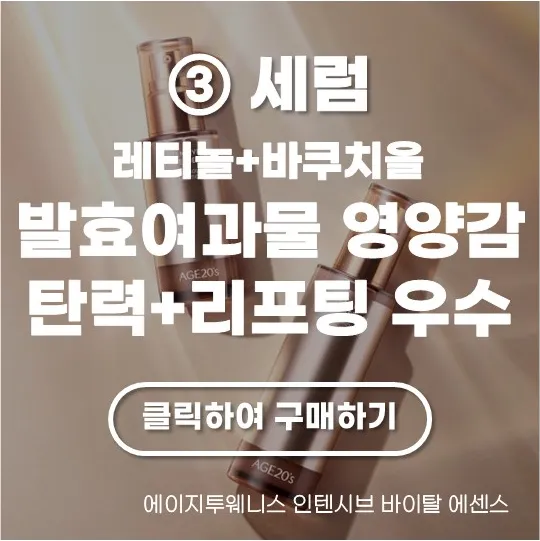 ③ 세럼
레티놀+바쿠치올
발효여과물 영양감
탄력+리프팅 우수
AGE20's
클릭하여 구매하기
AGE20's
에이지투웨니스 인텐시브 바이탈 에센스